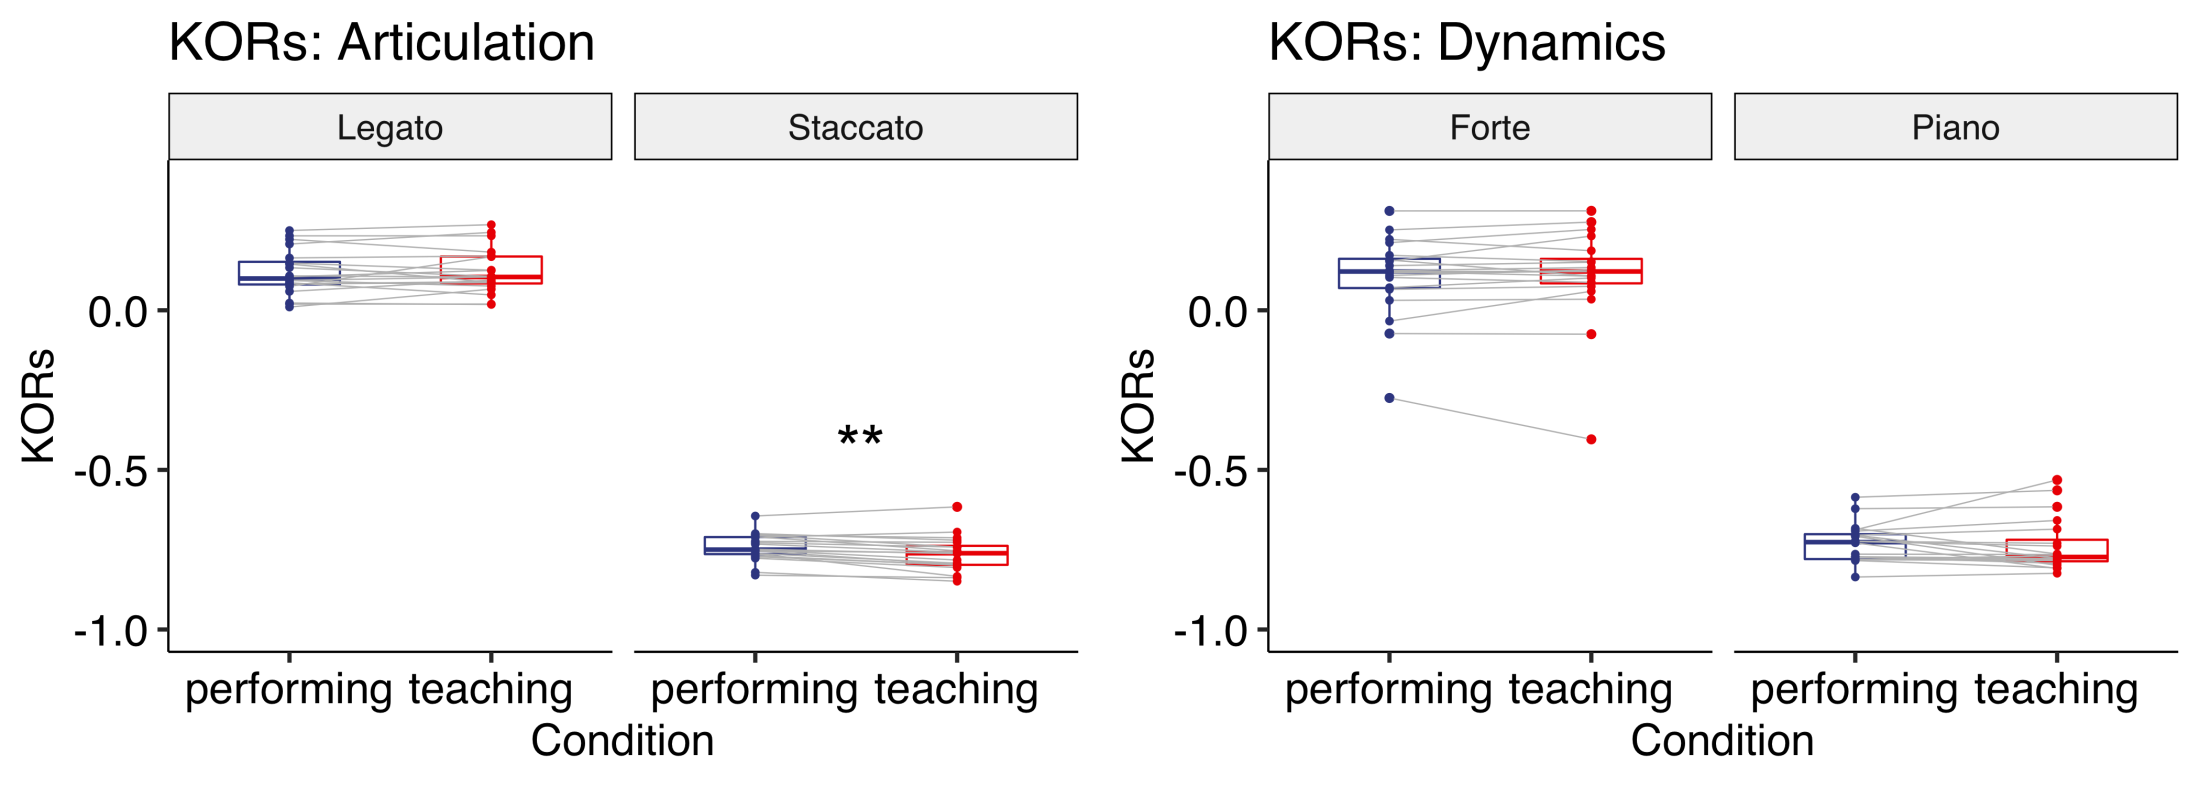 KORs: Articulation
Legato
Staccato
KORs
0.0
-0.5
-1.0
**
performing teaching
performing teaching
Condition
KORs: Dynamics
Forte
Piano
KORs
0.0
-0.5
-1.0
performing teaching
performing teaching
Condition